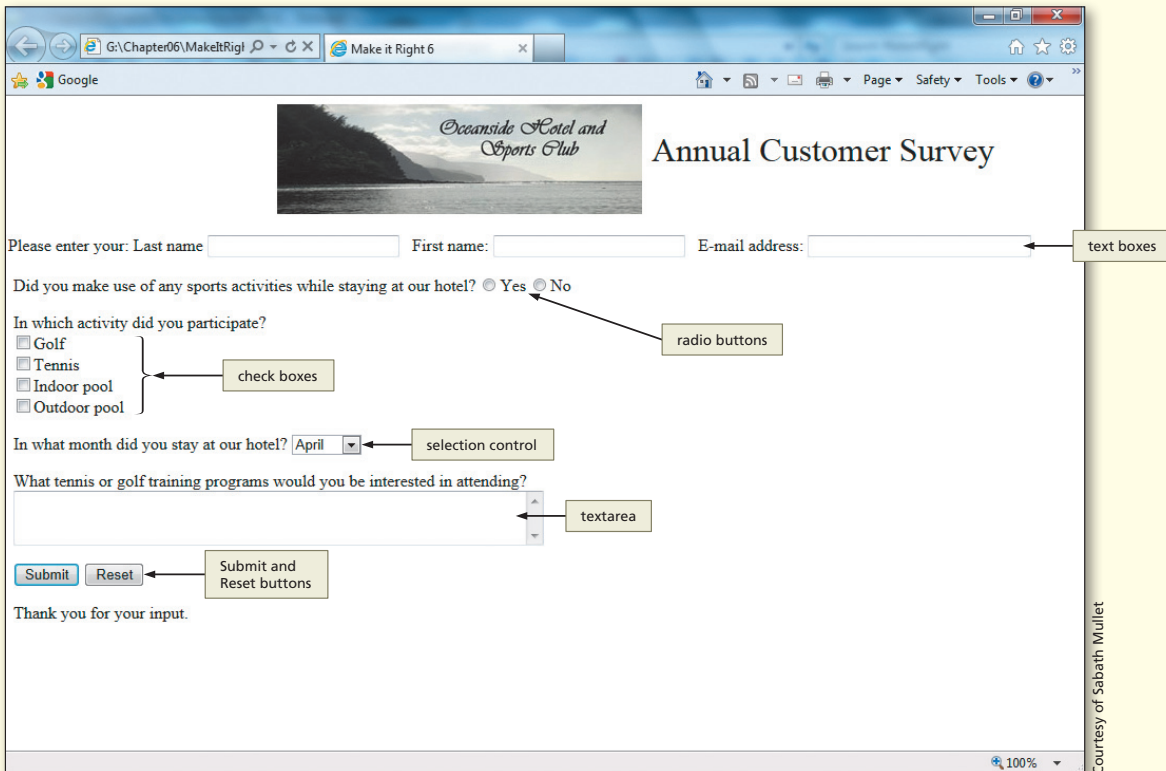 G:\Chapter06\MakeItRigh
Make it Right 6
Google
Page Safety Tools
Oceanside Hotel and
Sports Club
Annual Customer Survey
Please enter your: Last name First name: E-mail address:
text boxes
Did you make use of any sports activities while staying at our hotel? Yes No
radio buttons
In which activity did you participate?
Golf
Tennis
Indoor pool
Outdoor pool
check boxes
In what month did you stay at our hotel? April
selection control
What tennis or golf training programs would you be interested in attending?
textarea
Submit Reset
Submit and
Reset buttons
Thank you for your input.
100%
Courtesy of Sabath Mullet